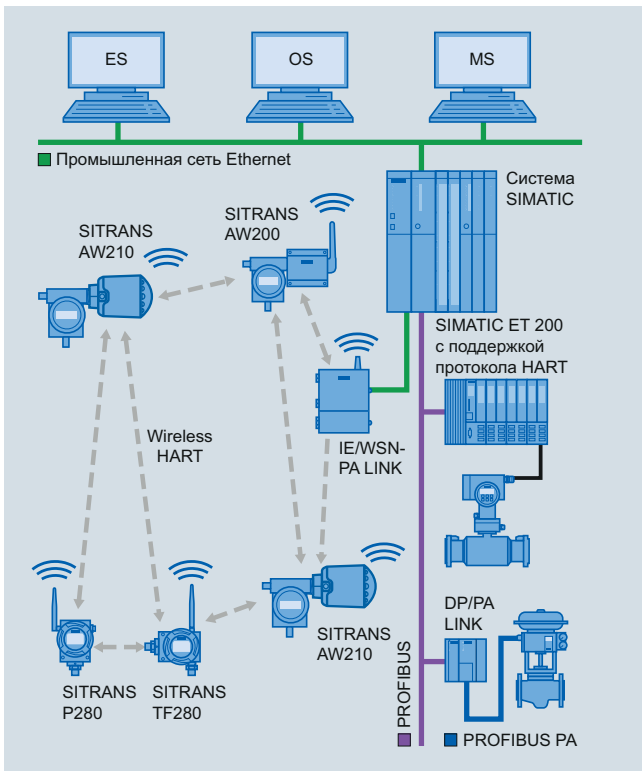 ES
OS
MS
Промышленная сеть Ethernet
Система
SIMATIC
SITRANS
AW200
SITRANS
AW210
SIMATIC ET 200
с поддержкой
протокола HART
Wireless
HART
IE/WSN-
PA LINK
DP/PA
LINK
SITRANS
AW210
SITRANS
P280
SITRANS
TF280
PROFIBUS
PROFIBUS PA